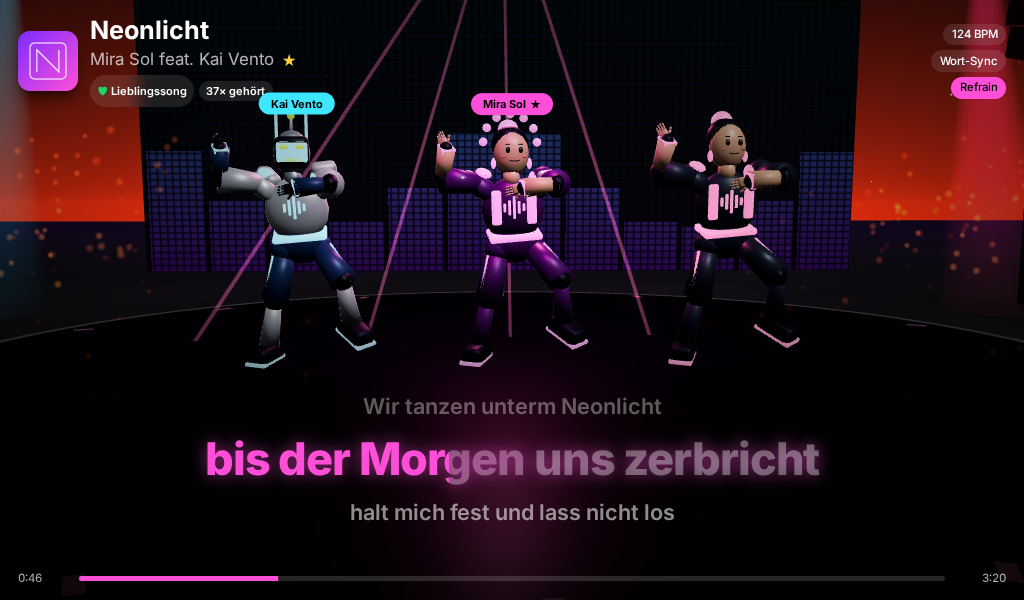 Neonlicht
Mira Sol feat. Kai Vento ★
Lieblingssong
37× gehört
124 BPM
Wort-Sync
Refrain
Kai Vento
Mira Sol ★
Wir tanzen unterm Neonlicht
bis der Morgen uns zerbricht
halt mich fest und lass nicht los
0:46
3:20